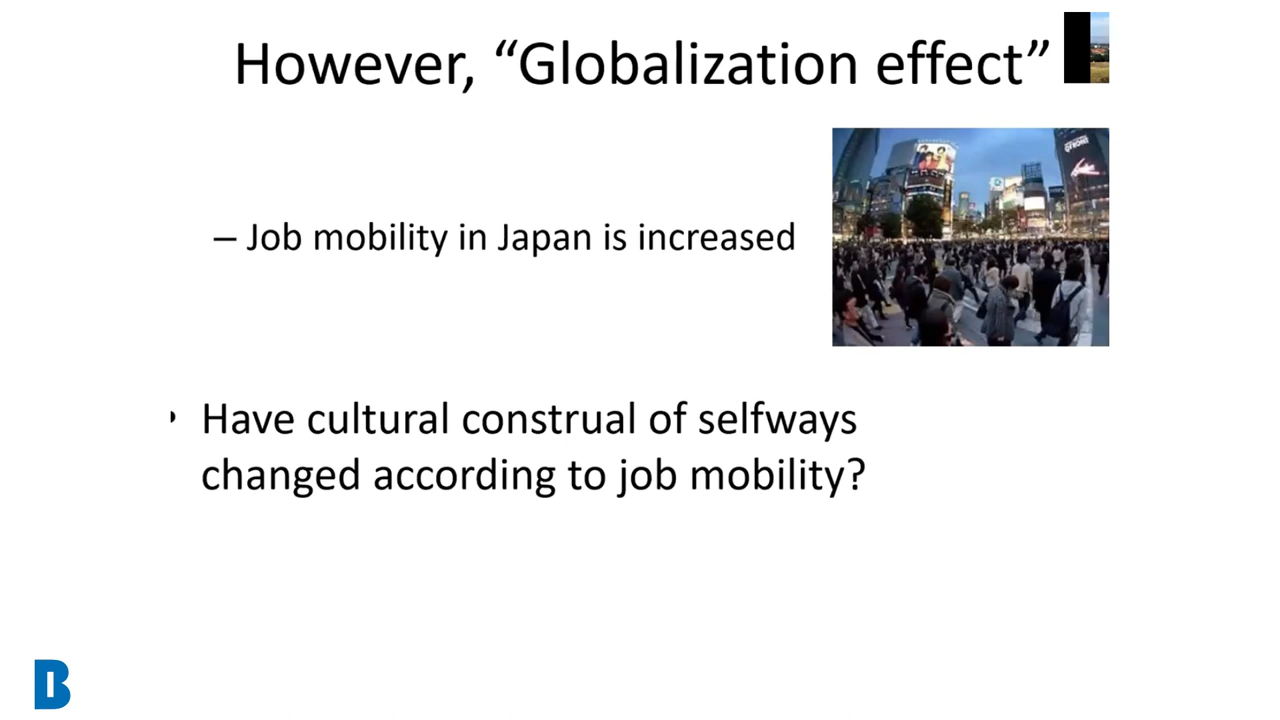 However, “Globalization effect”
– Job mobility in Japan is increased
QFRONT
• Have cultural construal of selfways
changed according to job mobility?
B